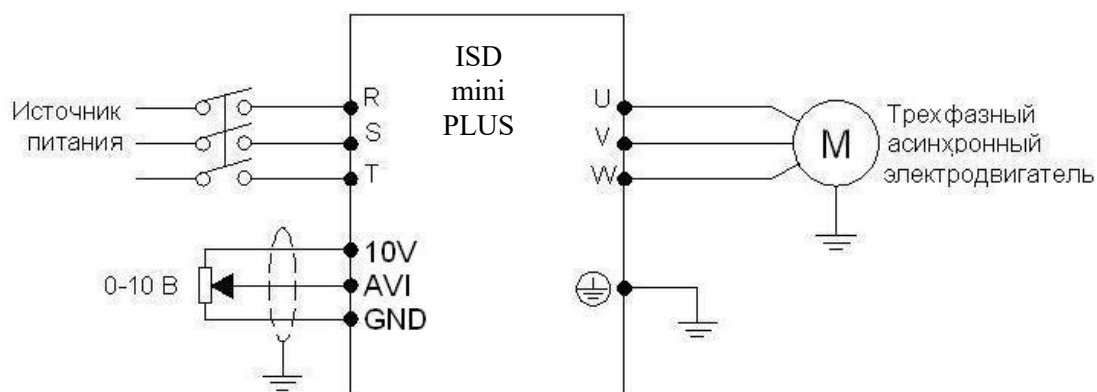 ISD
mini
PLUS
Источник
питания
R
S
T
U
V
W
M
Трехфазный
асинхронный
электродвигатель
0-10 В
10V
AVI
GND